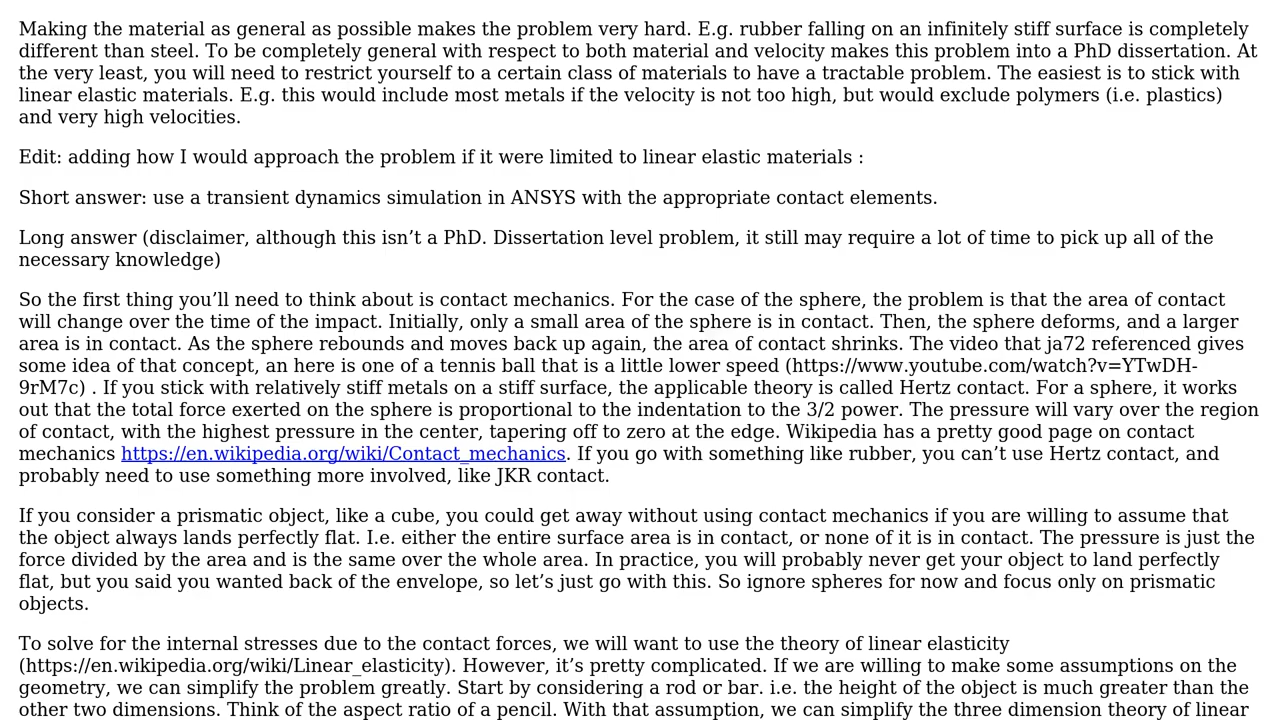 Making the material as general as possible makes the problem very hard. E.g. rubber falling on an infinitely stiff surface is completely
different than steel. To be completely general with respect to both material and velocity makes this problem into a PhD dissertation. At
the very least, you will need to restrict yourself to a certain class of materials to have a tractable problem. The easiest is to stick with
linear elastic materials. E.g. this would include most metals if the velocity is not too high, but would exclude polymers (i.e. plastics)
and very high velocities.
Edit: adding how I would approach the problem if it were limited to linear elastic materials :
Short answer: use a transient dynamics simulation in ANSYS with the appropriate contact elements.
Long answer (disclaimer, although this isn’t a PhD. Dissertation level problem, it still may require a lot of time to pick up all of the
necessary knowledge)
So the first thing you’ll need to think about is contact mechanics. For the case of the sphere, the problem is that the area of contact
will change over the time of the impact. Initially, only a small area of the sphere is in contact. Then, the sphere deforms, and a larger
area is in contact. As the sphere rebounds and moves back up again, the area of contact shrinks. The video that ja72 referenced gives
some idea of that concept, an here is one of a tennis ball that is a little lower speed (https://www.youtube.com/watch?v=YTwDH-
9rM7c) . If you stick with relatively stiff metals on a stiff surface, the applicable theory is called Hertz contact. For a sphere, it works
out that the total force exerted on the sphere is proportional to the indentation to the 3/2 power. The pressure will vary over the region
of contact, with the highest pressure in the center, tapering off to zero at the edge. Wikipedia has a pretty good page on contact
mechanics https://en.wikipedia.org/wiki/Contact_mechanics. If you go with something like rubber, you can’t use Hertz contact, and
probably need to use something more involved, like JKR contact.
If you consider a prismatic object, like a cube, you could get away without using contact mechanics if you are willing to assume that
the object always lands perfectly flat. I.e. either the entire surface area is in contact, or none of it is in contact. The pressure is just the
force divided by the area and is the same over the whole area. In practice, you will probably never get your object to land perfectly
flat, but you said you wanted back of the envelope, so let’s just go with this. So ignore spheres for now and focus only on prismatic
objects.
To solve for the internal stresses due to the contact forces, we will want to use the theory of linear elasticity
(https://en.wikipedia.org/wiki/Linear_elasticity). However, it’s pretty complicated. If we are willing to make some assumptions on the
geometry, we can simplify the problem greatly. Start by considering a rod or bar. i.e. the height of the object is much greater than the
other two dimensions. Think of the aspect ratio of a pencil. With that assumption, we can simplify the three dimension theory of linear